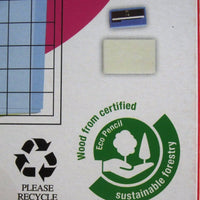 Wood from certified
Eco Pencil
sustainable forestry
PLEASE
RECYCLE